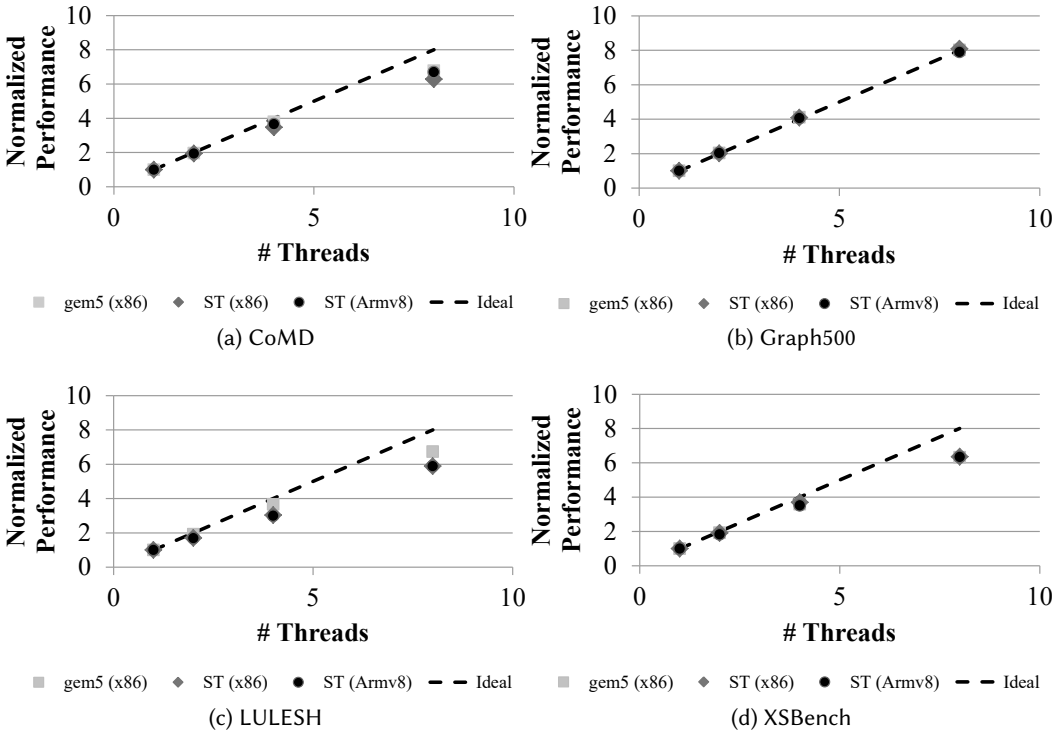 10
8
6
4
2
0
Normalized
Performance
0 5 10
# Threads
gem5 (x86) ST (x86) ST (Armv8) Ideal
(a) CoMD
10
8
6
4
2
0
Normalized
Performance
0 5 10
# Threads
gem5 (x86) ST (x86) ST (Armv8) Ideal
(b) Graph500
10
8
6
4
2
0
Normalized
Performance
0 5 10
# Threads
gem5 (x86) ST (x86) ST (Armv8) Ideal
(c) LULESH
10
8
6
4
2
0
Normalized
Performance
0 5 10
# Threads
gem5 (x86) ST (x86) ST (Armv8) Ideal
(d) XSBench